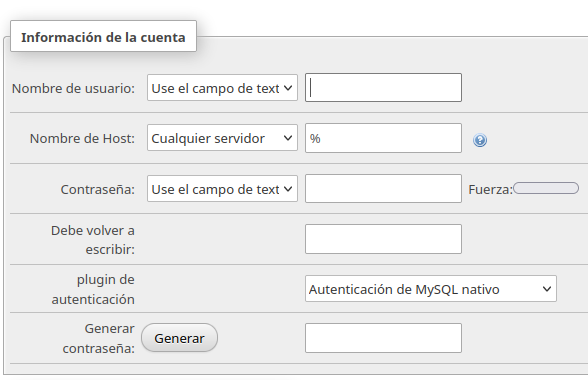 Información de la cuenta
Nombre de usuario: Use el campo de text
Nombre de Host: Cualquier servidor %
Contraseña: Use el campo de text Fuerza:
Debe volver a
escribir:
plugin de
autenticación Autenticación de MySQL nativo
Generar
contraseña: Generar